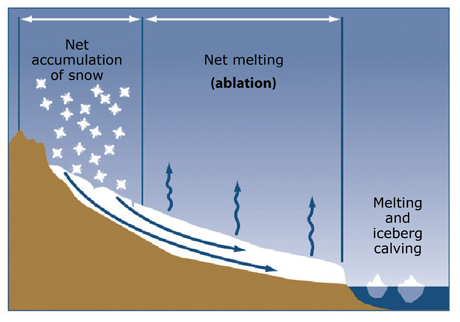 Net
accumulation
of snow
Net melting
(ablation)
Melting
and
iceberg
calving